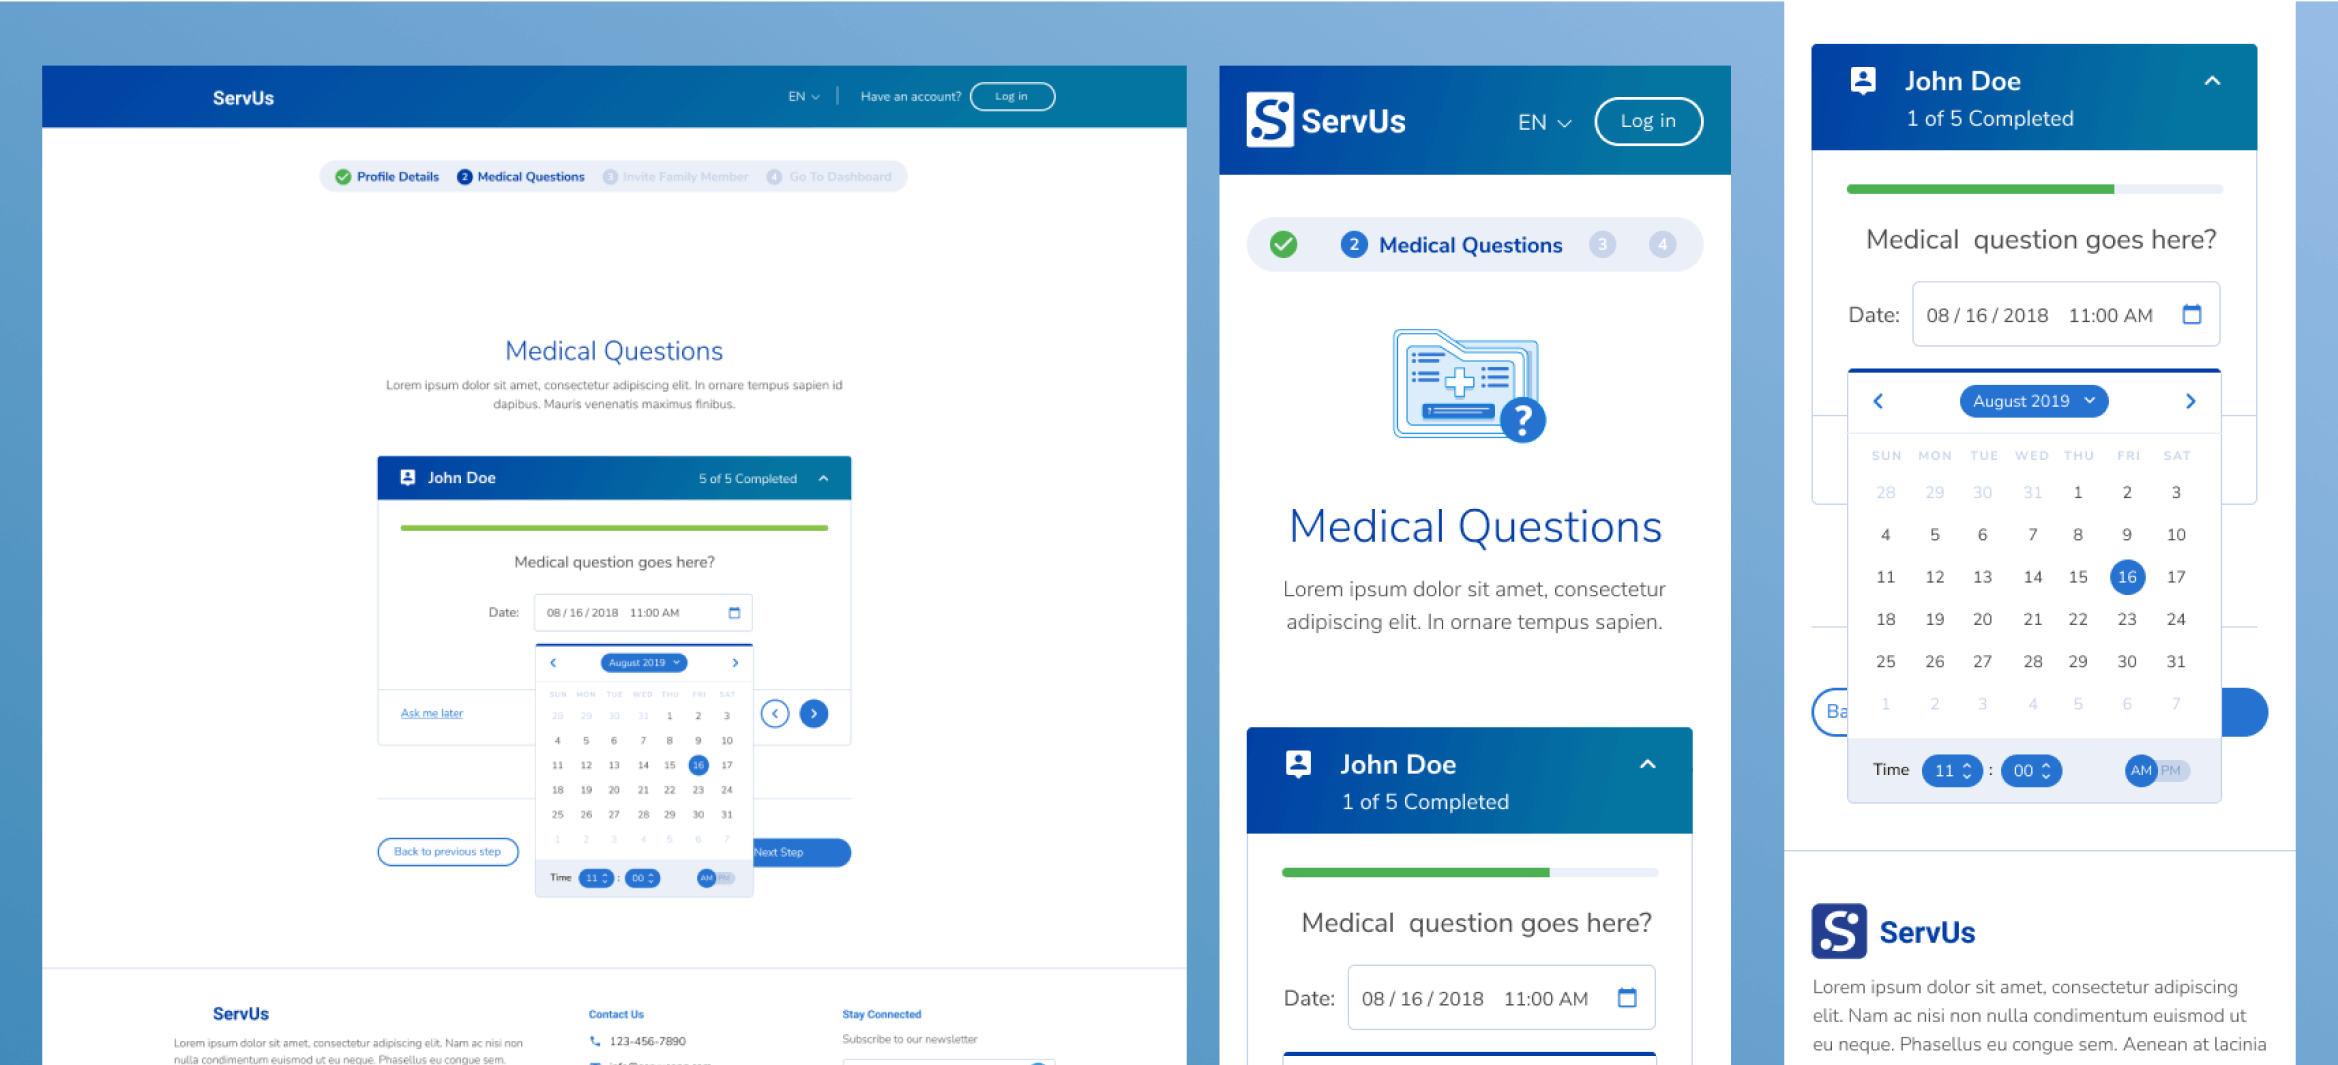 ServUs
EN
Have an account?
Log in
Profile Details
2 Medical Questions
3 Invite Family Member
4 Go To Dashboard
Medical Questions
Lorem ipsum dolor sit amet, consectetur adipiscing elit. In ornare tempus sapien id
dapibus. Mauris venenatis maximus finibus.
John Doe
5 of 5 Completed
Medical question goes here?
Date: 08 / 16 / 2018 11:00 AM
August 2019
SUN MON TUE WED THU FRI SAT
28 29 30 31 1 2 3
4 5 6 7 8 9 10
11 12 13 14 15 16 17
18 19 20 21 22 23 24
25 26 27 28 29 30 31
1 2 3 4 5 6 7
Time 11 : 00 AM PM
Ask me later
Back to previous step
Next Step
ServUs
Lorem ipsum dolor sit amet, consectetur adipiscing elit. Nam ac nisi non
nulla condimentum euismod ut eu neque. Phasellus eu congue sem.
Contact Us
123-456-7890
Stay Connected
Subscribe to our newsletter
S ServUs
EN
Log in
2 Medical Questions 3 4
?
Medical Questions
Lorem ipsum dolor sit amet, consectetur
adipiscing elit. In ornare tempus sapien.
John Doe
1 of 5 Completed
Medical question goes here?
Date: 08 / 16 / 2018 11:00 AM
John Doe
1 of 5 Completed
Medical question goes here?
Date: 08 / 16 / 2018 11:00 AM
August 2019
SUN MON TUE WED THU FRI SAT
28 29 30 31 1 2 3
4 5 6 7 8 9 10
11 12 13 14 15 16 17
18 19 20 21 22 23 24
25 26 27 28 29 30 31
1 2 3 4 5 6 7
Ba
Time 11 : 00 AM PM
S ServUs
Lorem ipsum dolor sit amet, consectetur adipiscing
elit. Nam ac nisi non nulla condimentum euismod ut
eu neque. Phasellus eu congue sem. Aenean at lacinia